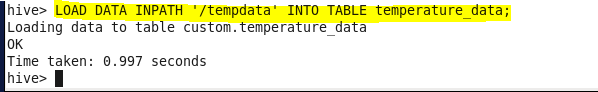 hive> LOAD DATA INPATH '/tempdata' INTO TABLE temperature_data;
Loading data to table custom.temperature_data
OK
Time taken: 0.997 seconds
hive>